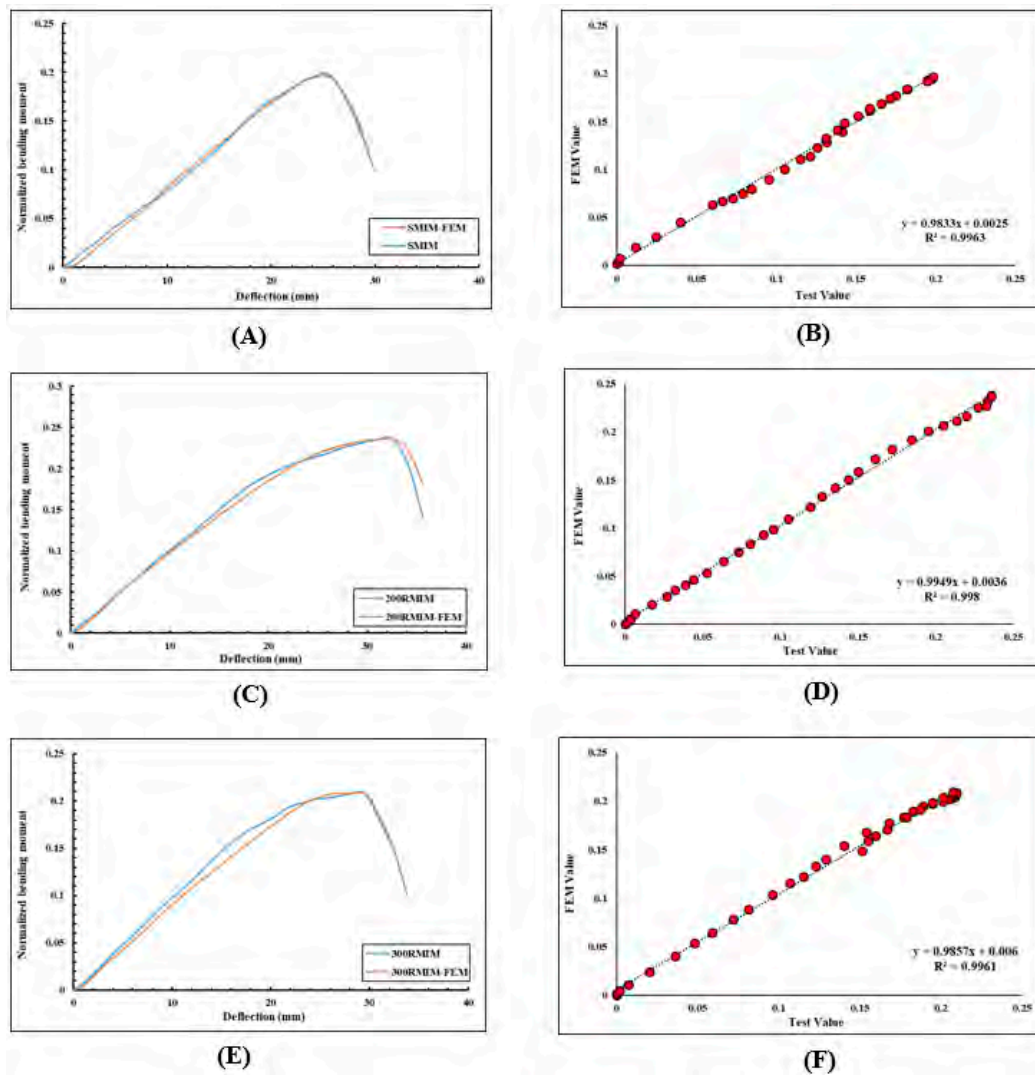 0.25
0.2
0.15
0.1
0.05
0
0 10 20 30 40
Normalized bending moment
Deflection (mm)
SMIM-FEM
SMIM
(A)
0.25
0.2
0.15
0.1
0.05
0
0 0.05 0.1 0.15 0.2 0.25
FEM Value
Test Value
y = 0.9833x + 0.0025
R² = 0.9963
(B)
0.3
0.25
0.2
0.15
0.1
0.05
0
0 10 20 30 40
Normalized bending moment
Deflection (mm)
200RMIM
200RMIM-FEM
(C)
0.25
0.2
0.15
0.1
0.05
0
0 0.05 0.1 0.15 0.2 0.25
FEM Value
Test Value
y = 0.9949x + 0.0036
R² = 0.998
(D)
0.25
0.2
0.15
0.1
0.05
0
0 10 20 30 40
Normalized bending moment
Deflection (mm)
300RMIM
300RMIM-FEM
(E)
0.25
0.2
0.15
0.1
0.05
0
0 0.05 0.1 0.15 0.2 0.25
FEM Value
Test Value
y = 0.9857x + 0.006
R² = 0.9961
(F)